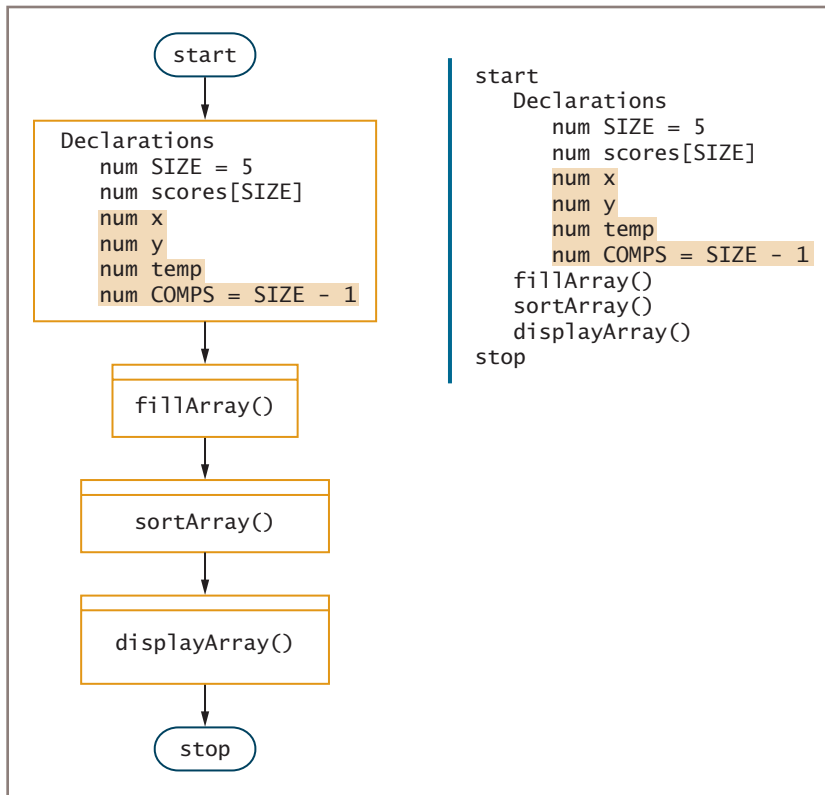 start
Declarations
num SIZE = 5
num scores[SIZE]
num x
num y
num temp
num COMPS = SIZE - 1
fillArray()
sortArray()
displayArray()
stop
start
Declarations
num SIZE = 5
num scores[SIZE]
num x
num y
num temp
num COMPS = SIZE - 1
fillArray()
sortArray()
displayArray()
stop